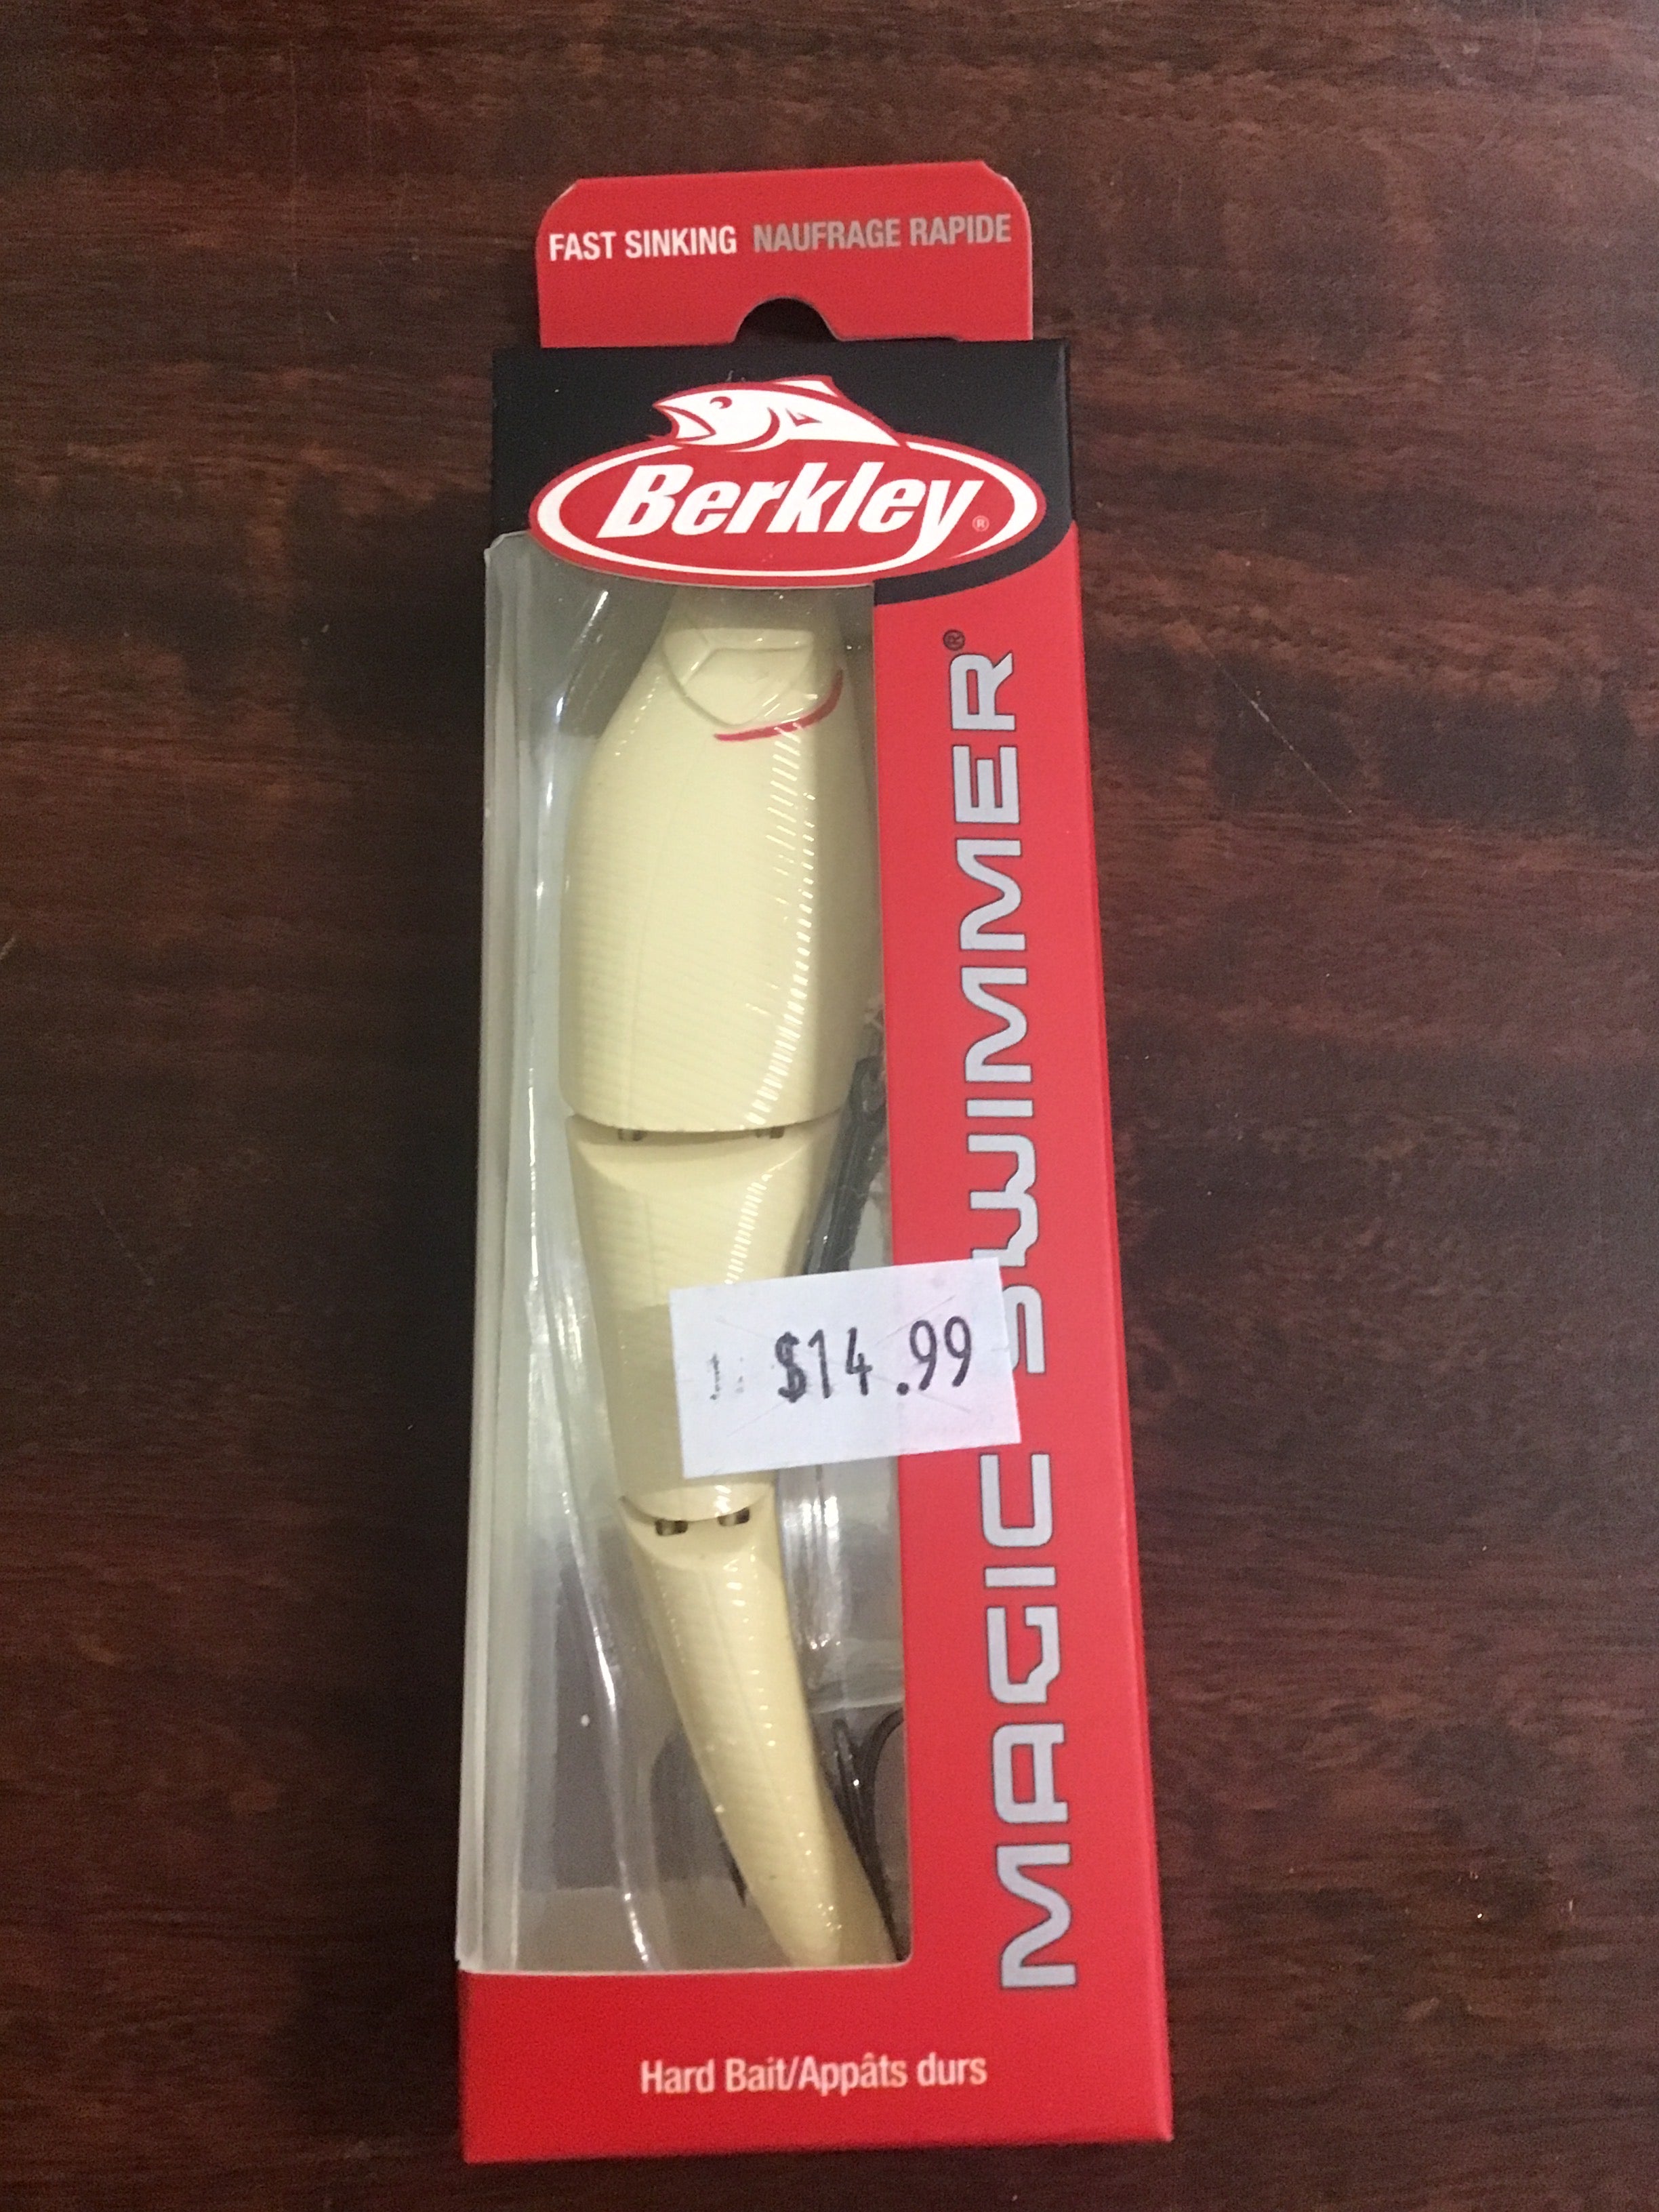 FAST SINKING NAUFRAGE RAPIDE
Berkley®
MAGIC SWIMMER®
$14.99
Hard Bait/Appâts durs